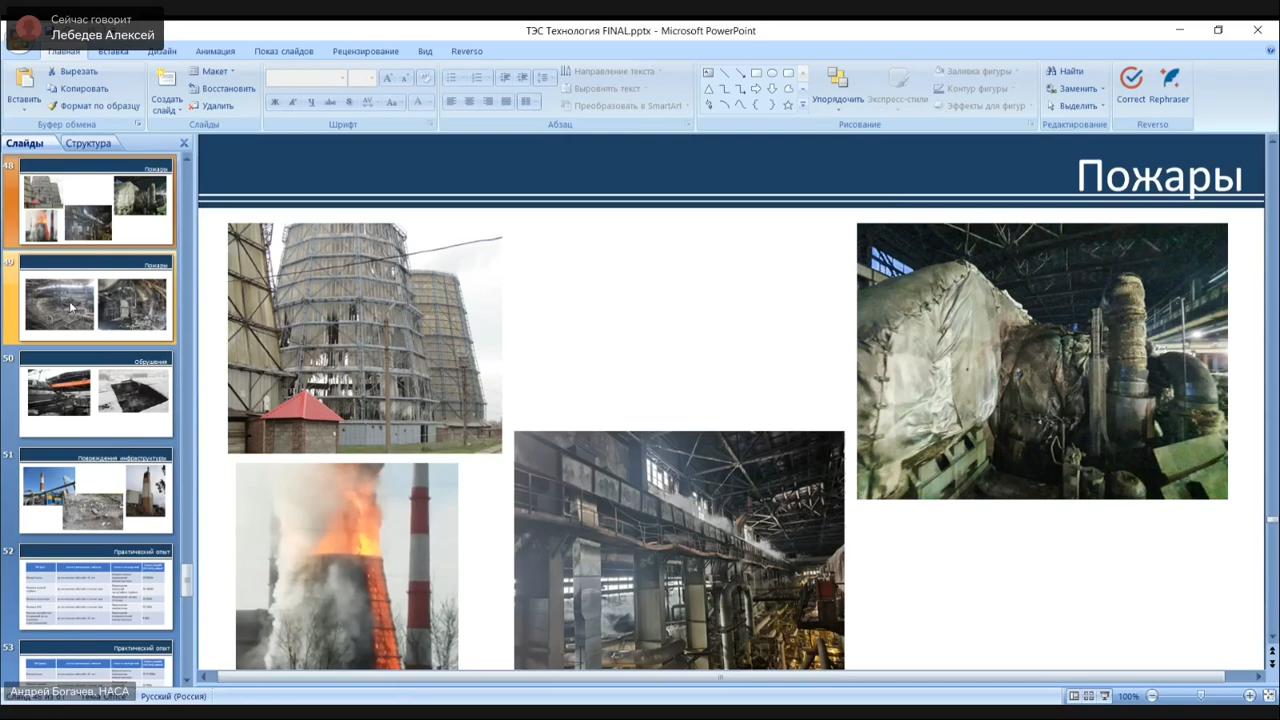 Сейчас говорит
Лебедев Алексей
ТЭС Технология FINAL.pptx - Microsoft PowerPoint
Главная Вставка Дизайн Анимация Показ слайдов Рецензирование Вид Reverso
Вставить
Вырезать
Копировать
Формат по образцу
Буфер обмена
Создать слайд
Макет
Восстановить
Удалить
Слайды
Шрифт
Направление текста
Выровнять текст
Преобразовать в SmartArt
Абзац
Упорядочить
Экспресс-стили
Заливка фигуры
Контур фигуры
Эффекты для фигур
Рисование
Найти
Заменить
Выделить
Редактирование
Correct Rephraser
Reverso
Слайды Структура
48
Пожары
49
Пожары
50
Обрушения
51
Повреждения инфраструктуры
52
Практический опыт
53
Практический опыт
Пожары
Андрей Богачев, НАСА
Русский (Россия)
100%